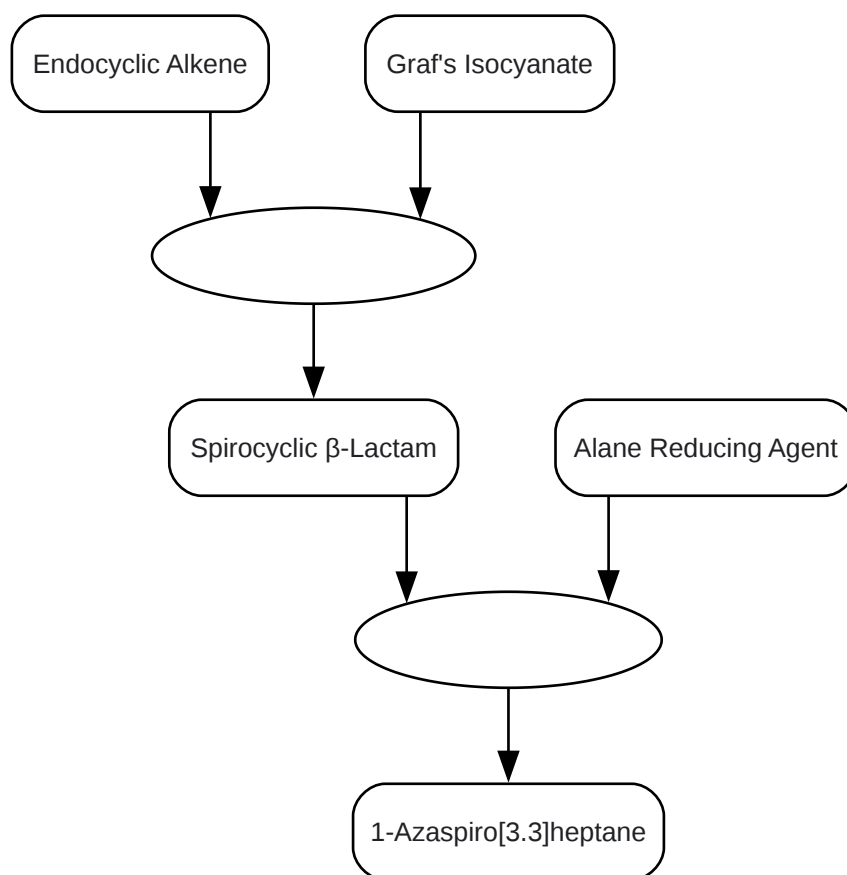 Endocyclic Alkene
Graf's Isocyanate
Spirocyclic β-Lactam
Alane Reducing Agent
1-Azaspiro[3.3]heptane